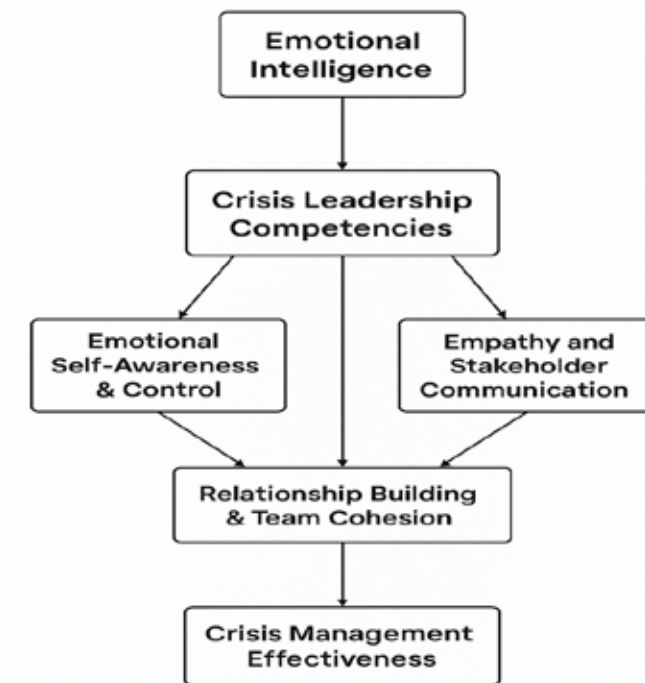 Emotional
Intelligence
Crisis Leadership
Competencies
Emotional
Self-Awareness
& Control
Empathy and
Stakeholder
Communication
Relationship Building
& Team Cohesion
Crisis Management
Effectiveness